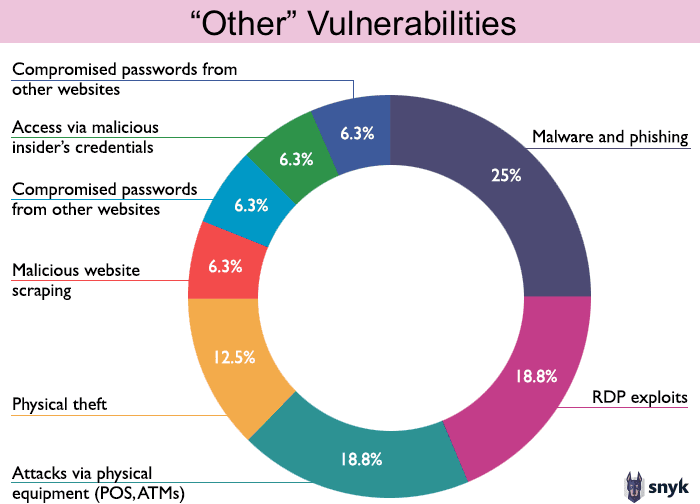 “Other” Vulnerabilities
Compromised passwords from
other websites
6.3%
Malware and phishing
25%
Access via malicious
insider’s credentials
6.3%
Compromised passwords
from other websites
6.3%
Malicious website
scraping
6.3%
Physical theft
12.5%
RDP exploits
18.8%
Attacks via physical
equipment (POS, ATMs)
18.8%
snyk